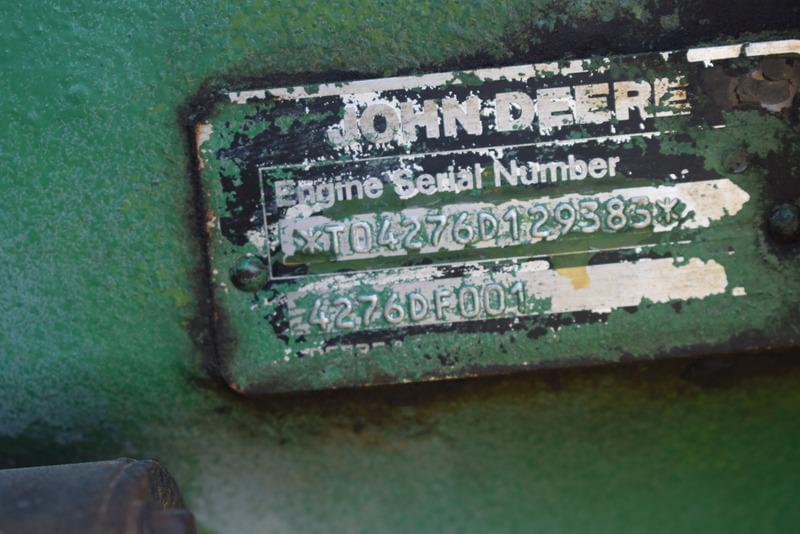 JOHN DEERE
Engine Serial Number
*T04276D129383*
4276DF001